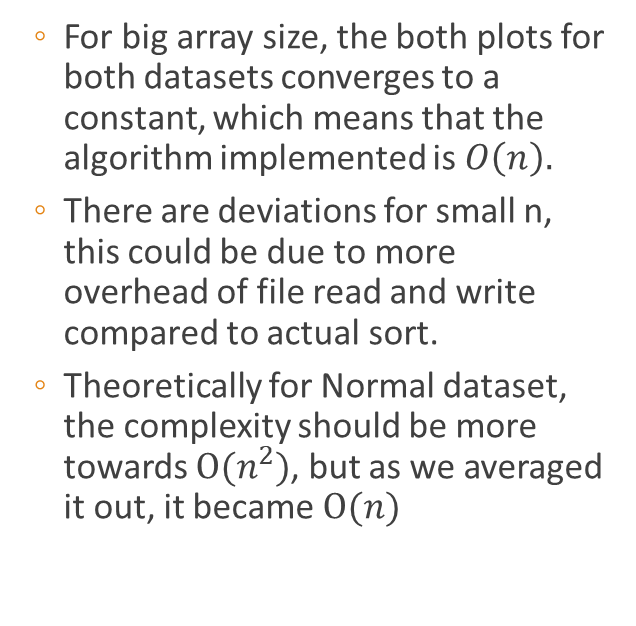 ◦ For big array size, the both plots for
both datasets converges to a
constant, which means that the
algorithm implemented is O(n).
◦ There are deviations for small n,
this could be due to more
overhead of file read and write
compared to actual sort.
◦ Theoretically for Normal dataset,
the complexity should be more
towards O(n²), but as we averaged
it out, it became O(n)